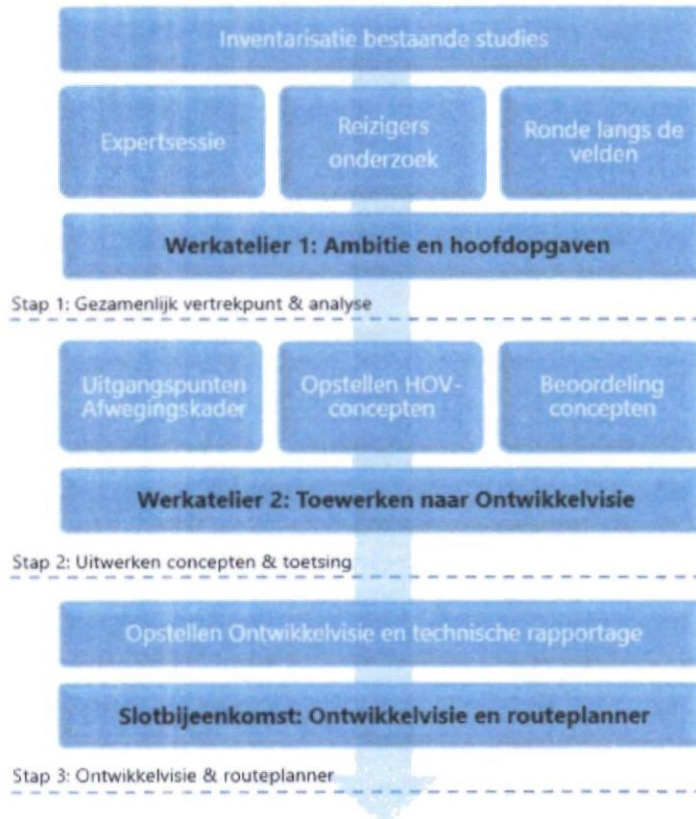 Inventarisatie bestaande studies
Expertsessie
Reizigers
onderzoek
Ronde langs de
velden
Werkatelier 1: Ambitie en hoofdopgaven
Stap 1: Gezamenlijk vertrekpunt & analyse
Uitgangspunten
Afwegingskader
Opstellen HOV-
concepten
Beoordeling
concepten
Werkatelier 2: Toewerken naar Ontwikkelvisie
Stap 2: Uitwerken concepten & toetsing
Opstellen Ontwikkelvisie en technische rapportage
Slotbijeenkomst: Ontwikkelvisie en routeplanner
Stap 3: Ontwikkelvisie & routeplanner